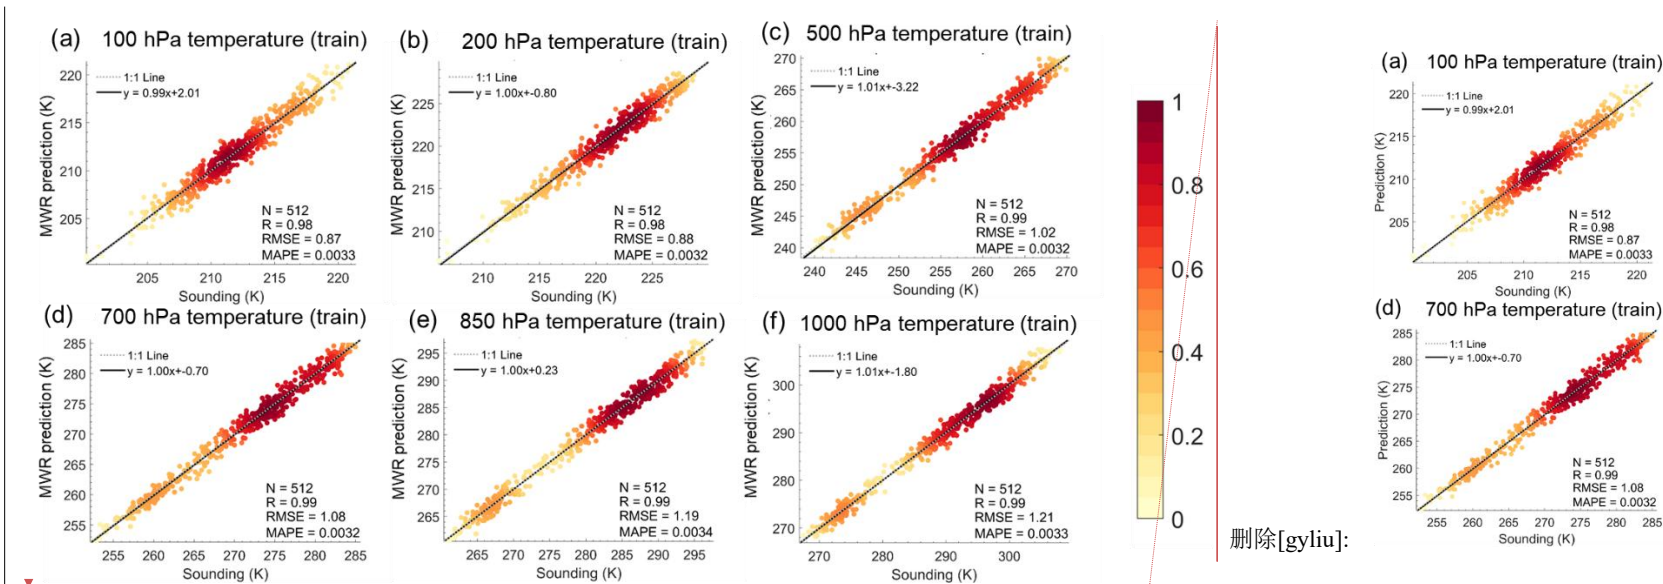 (a) 100 hPa temperature (train)
220
215
210
205
MWR prediction (K)
1:1 Line
y = 0.99x+2.01
N = 512
R = 0.98
RMSE = 0.87
MAPE = 0.0033
205 210 215 220
Sounding (K)
(b) 200 hPa temperature (train)
225
220
215
210
MWR prediction (K)
1:1 Line
y = 1.00x+-0.80
N = 512
R = 0.98
RMSE = 0.88
MAPE = 0.0032
210 215 220 225
Sounding (K)
(c) 500 hPa temperature (train)
270
265
260
255
250
245
240
MWR prediction (K)
1:1 Line
y = 1.01x+-3.22
N = 512
R = 0.99
RMSE = 1.02
MAPE = 0.0032
240 245 250 255 260 265 270
Sounding (K)
(d) 700 hPa temperature (train)
285
280
275
270
265
260
255
MWR prediction (K)
1:1 Line
y = 1.00x+-0.70
N = 512
R = 0.99
RMSE = 1.08
MAPE = 0.0032
255 260 265 270 275 280 285
Sounding (K)
(e) 850 hPa temperature (train)
295
290
285
280
275
270
265
MWR prediction (K)
1:1 Line
y = 1.00x+0.23
N = 512
R = 0.99
RMSE = 1.19
MAPE = 0.0034
265 270 275 280 285 290 295
Sounding (K)
(f) 1000 hPa temperature (train)
300
290
280
270
MWR prediction (K)
1:1 Line
y = 1.01x+-1.80
N = 512
R = 0.99
RMSE = 1.21
MAPE = 0.0033
270 280 290 300
Sounding (K)
1
0.8
0.6
0.4
0.2
0
删除[gyliu]:
(a) 100 hPa temperature (train)
220
215
210
205
Prediction (K)
1:1 Line
y = 0.99x+2.01
N = 512
R = 0.98
RMSE = 0.87
MAPE = 0.0033
205 210 215 220
Sounding (K)
(d) 700 hPa temperature (train)
285
280
275
270
265
260
255
Prediction (K)
1:1 Line
y = 1.00x+-0.70
N = 512
R = 0.99
RMSE = 1.08
MAPE = 0.0032
255 260 265 270 275 280 285
Sounding (K)